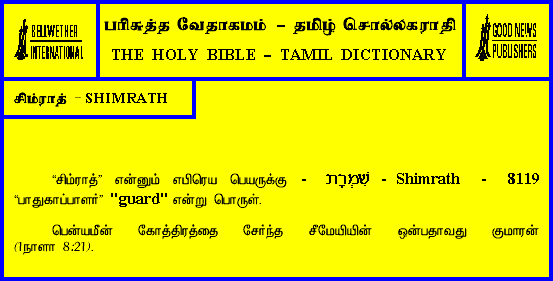 BELLWETHER
INTERNATIONAL
பரிசுத்த வேதாகமம் – தமிழ் சொல்லகராதி
THE HOLY BIBLE – TAMIL DICTIONARY
GOOD NEWS
PUBLISHERS
சிம்ராத் - SHIMRATH
“சிம்ராத்” என்னும் எபிரெய பெயருக்கு - שִׁמְרָת - Shimrath - 8119
“பாதுகாப்பாளர்” "guard" என்று பொருள்.
பென்யமீன் கோத்திரத்தை சேர்ந்த சீமேயியின் ஒன்பதாவது குமாரன்
(1நாளா 8:21).